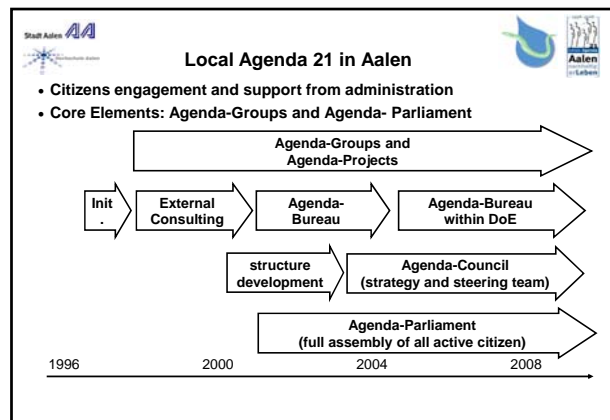 Stadt Aalen
Hochschule Aalen
Aalen
Local Agenda 21 in Aalen
• Citizens engagement and support from administration
• Core Elements: Agenda-Groups and Agenda- Parliament
Agenda-Groups and
Agenda-Projects
Init
.
External
Consulting
Agenda-
Bureau
Agenda-Bureau
within DoE
structure
development
Agenda-Council
(strategy and steering team)
Agenda-Parliament
(full assembly of all active citizen)
1996 2000 2004 2008